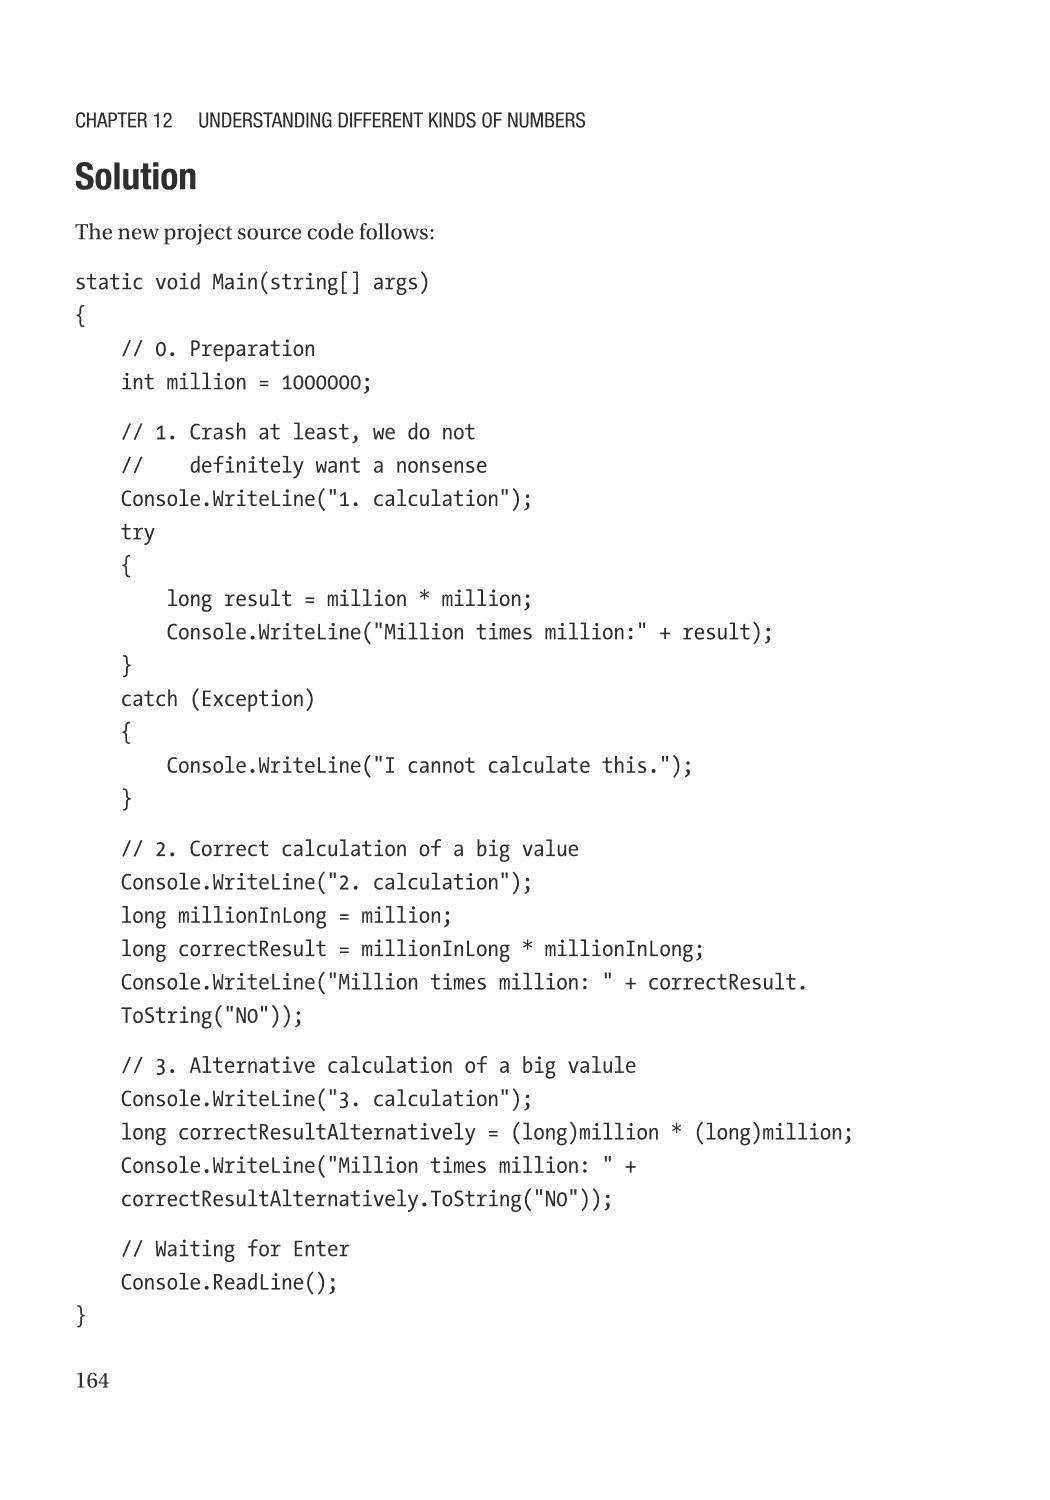 CHAPTER 12 UNDERSTANDING DIFFERENT KINDS OF NUMBERS
Solution
The new project source code follows:
static void Main(string[] args)
{
    // 0. Preparation
    int million = 1000000;
    // 1. Crash at least, we do not
    //    definitely want a nonsense
    Console.WriteLine("1. calculation");
    try
    {
        long result = million * million;
        Console.WriteLine("Million times million:" + result);
    }
    catch (Exception)
    {
        Console.WriteLine("I cannot calculate this.");
    }
    // 2. Correct calculation of a big value
    Console.WriteLine("2. calculation");
    long millionInLong = million;
    long correctResult = millionInLong * millionInLong;
    Console.WriteLine("Million times million: " + correctResult.
    ToString("N0"));
    // 3. Alternative calculation of a big valule
    Console.WriteLine("3. calculation");
    long correctResultAlternatively = (long)million * (long)million;
    Console.WriteLine("Million times million: " +
    correctResultAlternatively.ToString("N0"));
    // Waiting for Enter
    Console.ReadLine();
}
164